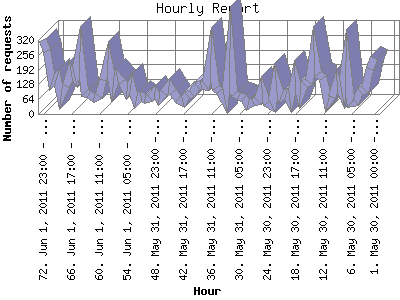 Hourly Report
Number of requests
320
256
192
128
64
0
72. Jun 1, 2011 23:00 -...
66. Jun 1, 2011 17:00 -...
60. Jun 1, 2011 11:00 -...
54. Jun 1, 2011 05:00 -...
48. May 31, 2011 23:00 -...
42. May 31, 2011 17:00 -...
36. May 31, 2011 11:00 -...
30. May 31, 2011 05:00 -...
24. May 30, 2011 23:00 -...
18. May 30, 2011 17:00 -...
12. May 30, 2011 11:00 -...
6. May 30, 2011 05:00 -...
1. May 30, 2011 00:00 -...
Hour